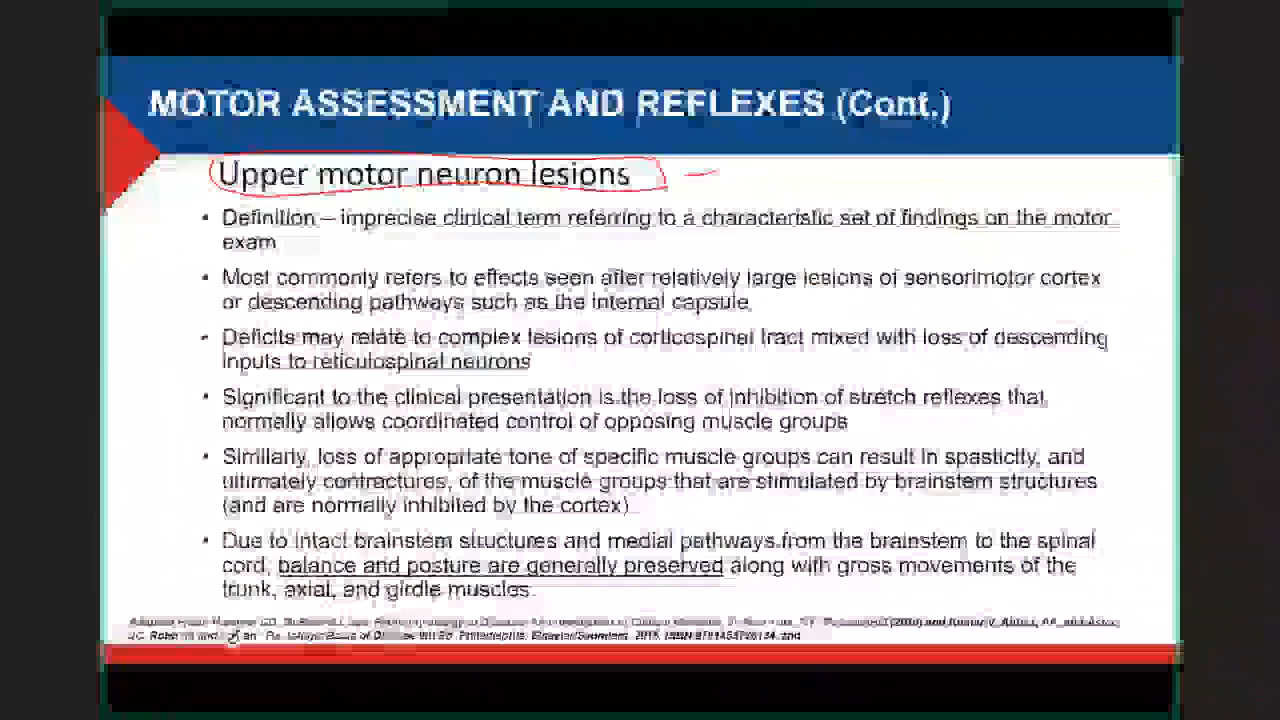 MOTOR ASSESSMENT AND REFLEXES (Cont.)
Upper motor neuron lesions
• Definition – imprecise clinical term referring to a characteristic set of findings on the motor
exam
• Most commonly refers to effects seen after relatively large lesions of sensorimotor cortex
or descending pathways such as the internal capsule.
• Deficits may relate to complex lesions of corticospinal tract mixed with loss of descending
inputs to reticulospinal neurons
• Significant to the clinical presentation is the loss of inhibition of stretch reflexes that
normally allows coordinated control of opposing muscle groups
• Similarly, loss of appropriate tone of specific muscle groups can result in spasticity, and
ultimately contractures, of the muscle groups that are stimulated by brainstem structures
(and are normally inhibited by the cortex).
• Due to intact brainstem structures and medial pathways from the brainstem to the spinal
cord, balance and posture are generally preserved along with gross movements of the
trunk, axial, and girdle muscles.